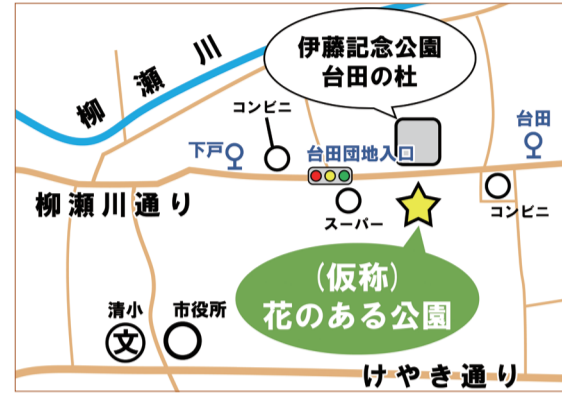 柳瀬川
伊藤記念公園
台田の杜
コンビニ
台田
下戸
台田団地入口
柳瀬川通り
スーパー
コンビニ
(仮称)
花のある公園
清小
市役所
文
けやき通り